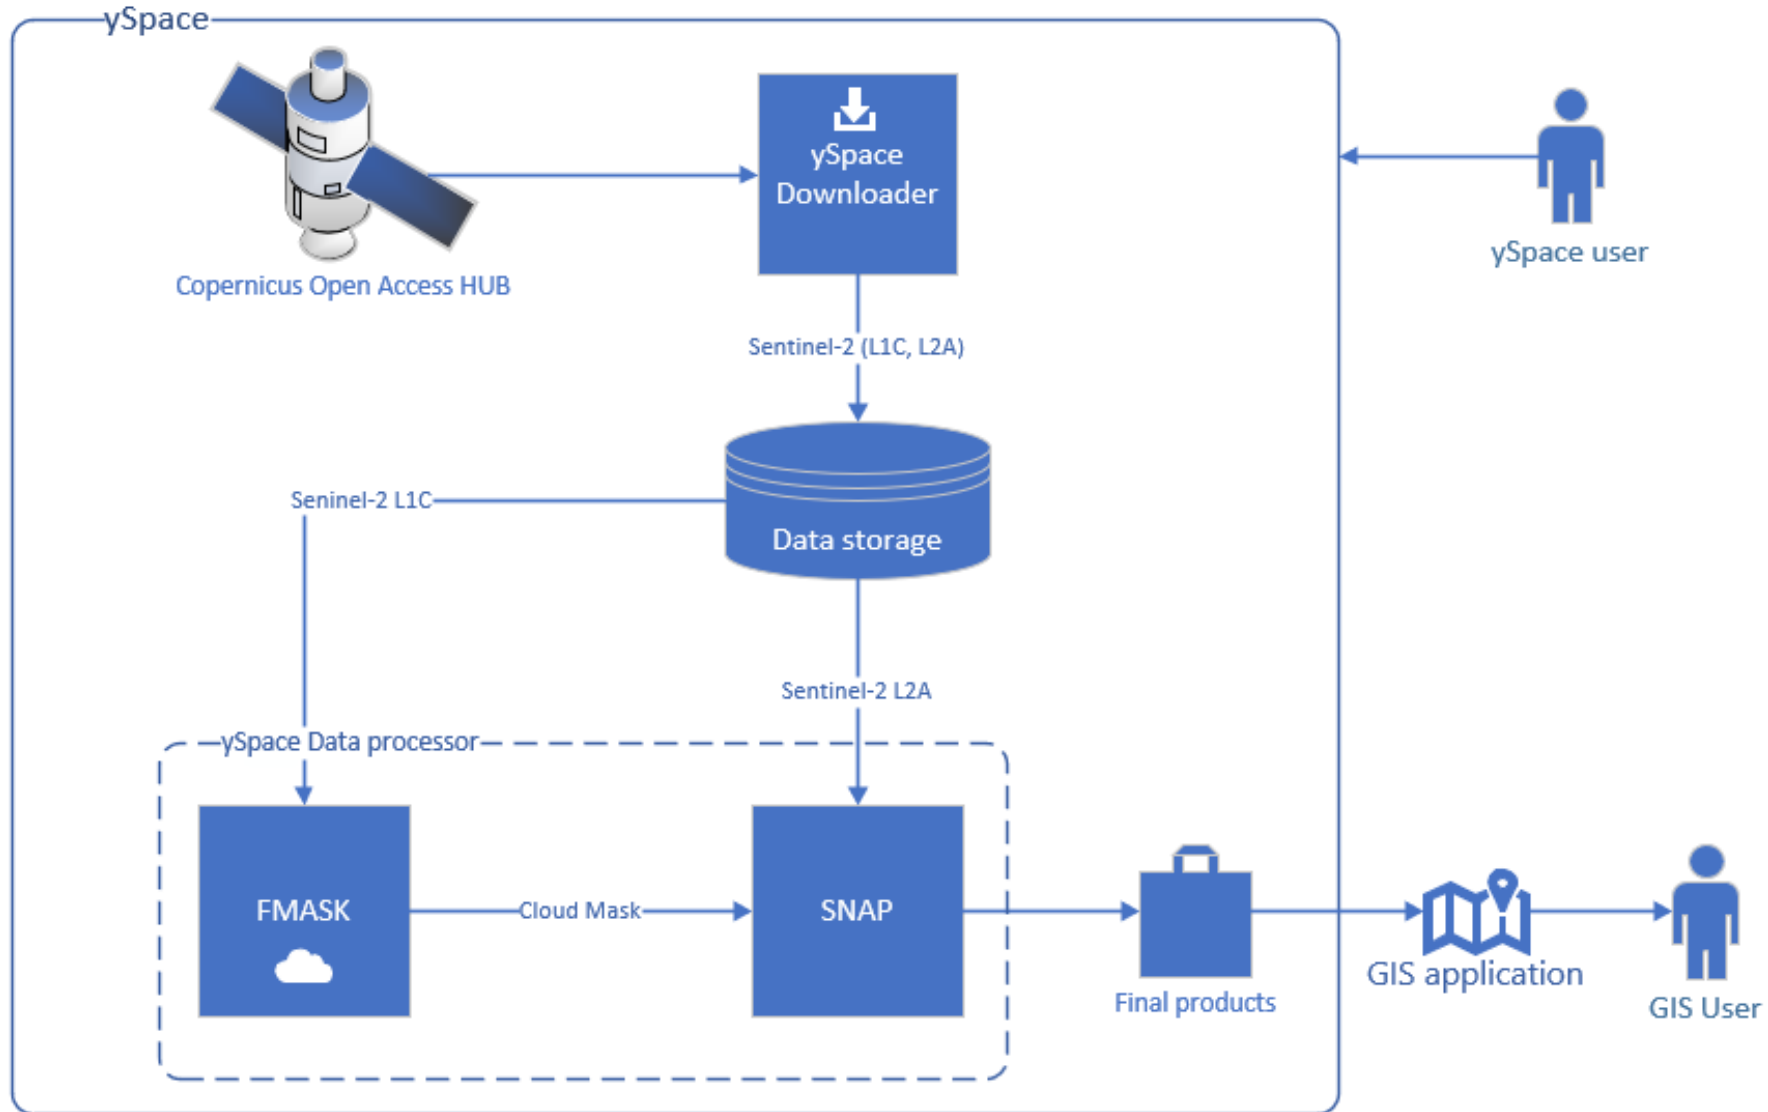 ySpace
ySpace
Downloader
Copernicus Open Access HUB
ySpace user
Sentinel-2 (L1C, L2A)
Data storage
Seninel-2 L1C
Sentinel-2 L2A
ySpace Data processor
FMASK
Cloud Mask
SNAP
Final products
GIS application
GIS User